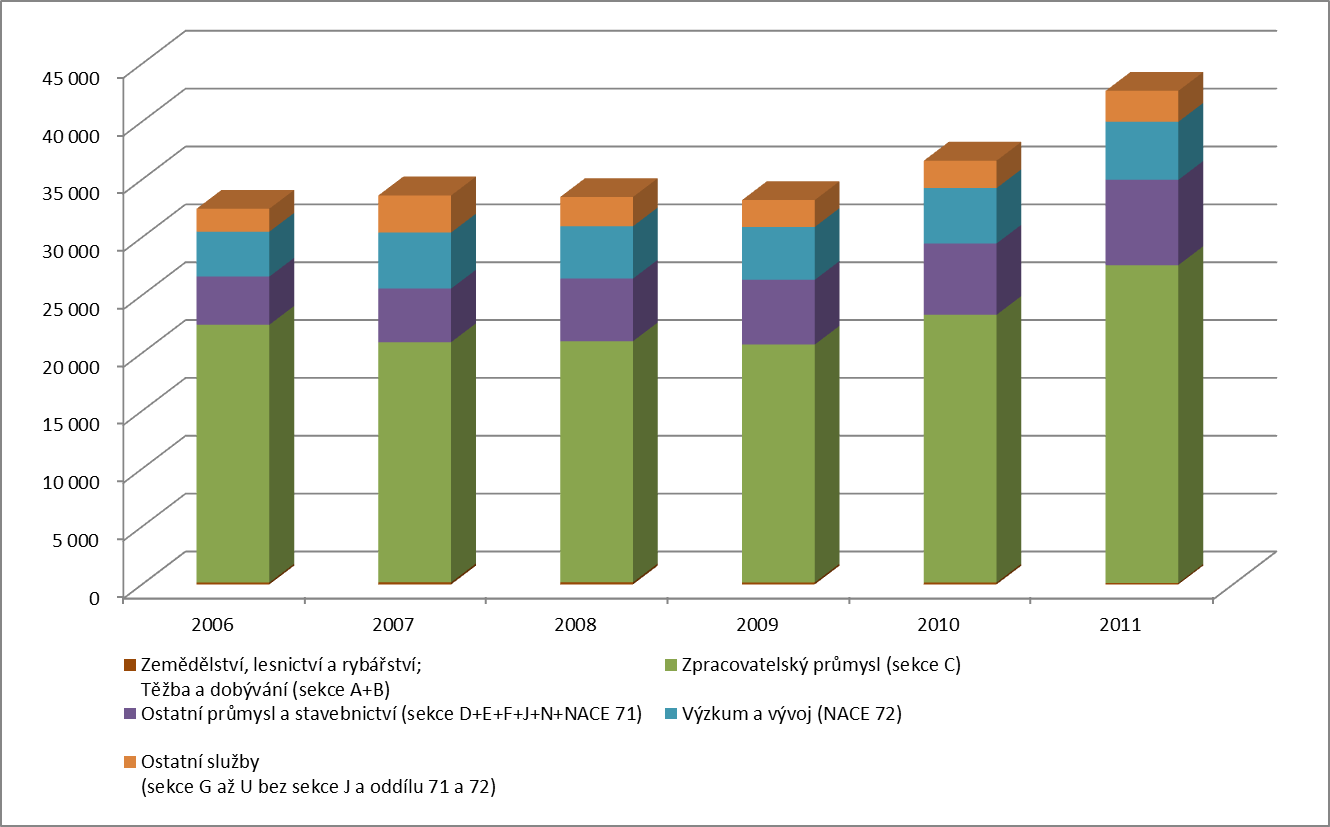 45 000
40 000
35 000
30 000
25 000
20 000
15 000
10 000
5 000
0
2006 2007 2008 2009 2010 2011
Zemědělství, lesnictví a rybářství;
Těžba a dobývání (sekce A+B)
Zpracovatelský průmysl (sekce C)
Ostatní průmysl a stavebnictví (sekce D+E+F+J+N+NACE 71)
Výzkum a vývoj (NACE 72)
Ostatní služby
(sekce G až U bez sekce J a oddílu 71 a 72)